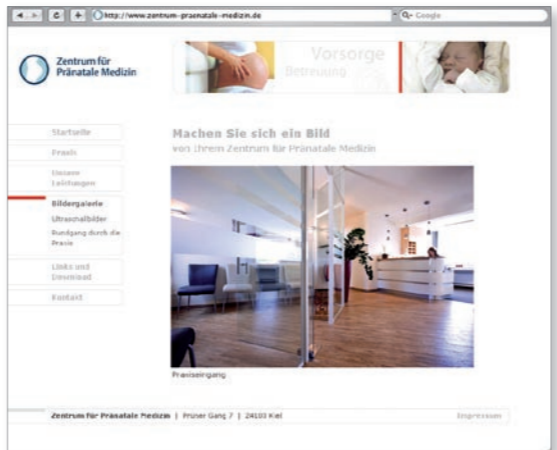 http://www.zentrum-praenatale-medizin.de
Google
Zentrum für
Pränatale Medizin
Vorsorge
Betreuung
Startseite
Praxis
Unsere
Leistungen
Bildergalerie
Ultraschallbilder
Rundgang durch die
Praxis
Links und
Download
Kontakt
Machen Sie sich ein Bild
von Ihrem Zentrum für Pränatale Medizin
Praxiseingang
Zentrum für Pränatale Medizin | Prüner Gang 7 | 24103 Kiel
Impressum